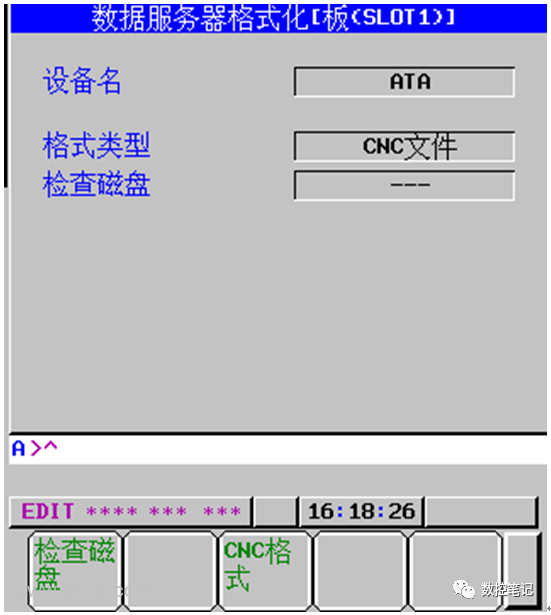 数据服务器格式化[板(SLOT1)]
设备名 ATA
格式类型 CNC文件
检查磁盘 ---
A>^
EDIT **** *** *** 16:18:26
检查磁 CNC格
盘 式
数控笔记